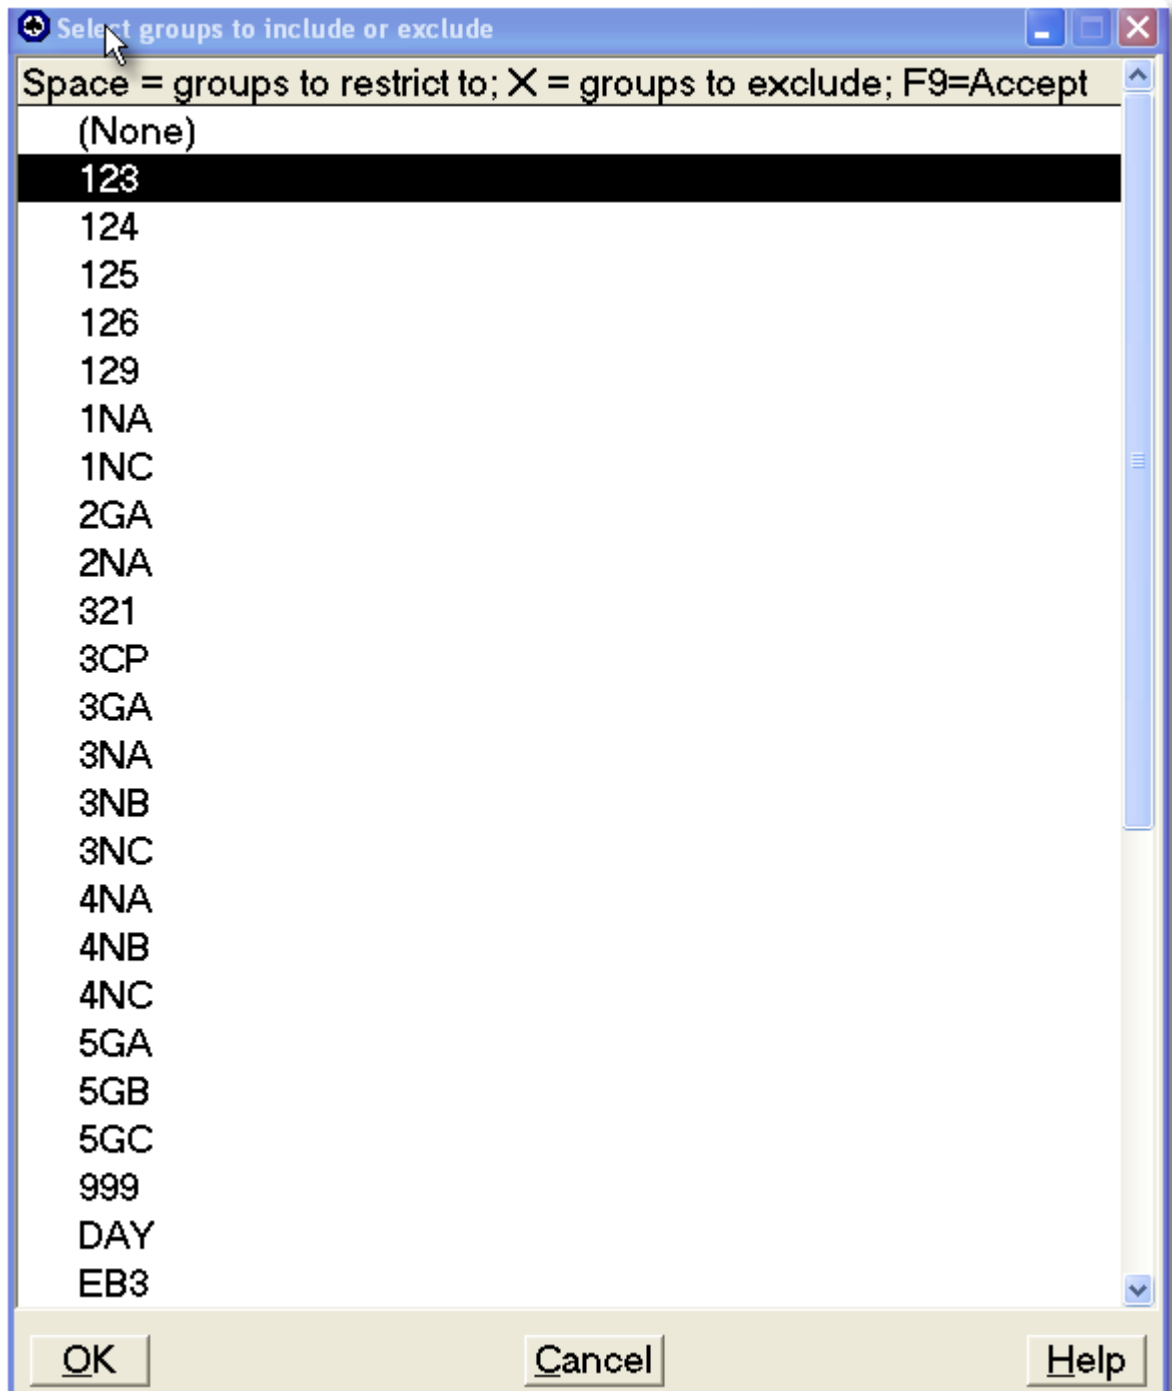 Select groups to include or exclude
Space = groups to restrict to; X = groups to exclude; F9=Accept
(None)
123
124
125
126
129
1NA
1NC
2GA
2NA
321
3CP
3GA
3NA
3NB
3NC
4NA
4NB
4NC
5GA
5GB
5GC
999
DAY
EB3
OK Cancel Help